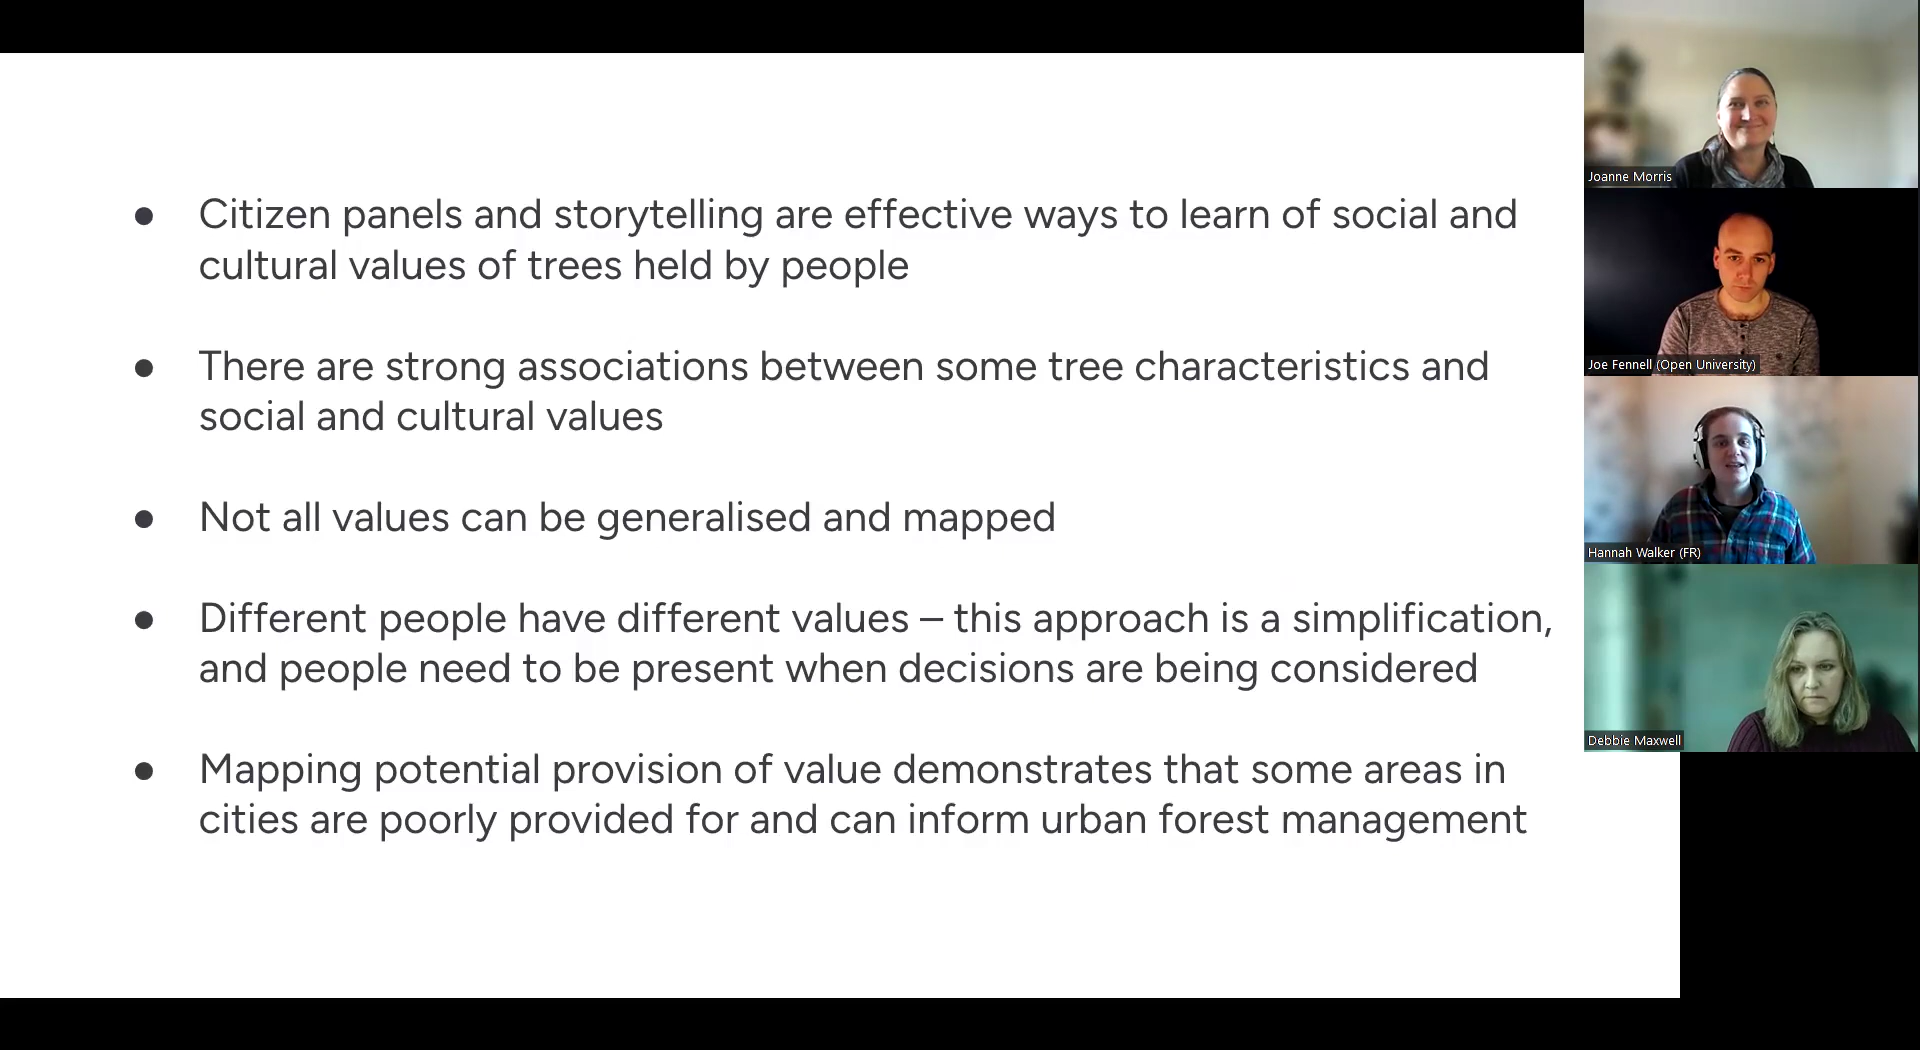 ● Citizen panels and storytelling are effective ways to learn of social and
cultural values of trees held by people
● There are strong associations between some tree characteristics and
social and cultural values
● Not all values can be generalised and mapped
● Different people have different values – this approach is a simplification,
and people need to be present when decisions are being considered
● Mapping potential provision of value demonstrates that some areas in
cities are poorly provided for and can inform urban forest management
Joanne Morris
Joe Fennell (Open University)
Hannah Walker (FR)
Debbie Maxwell